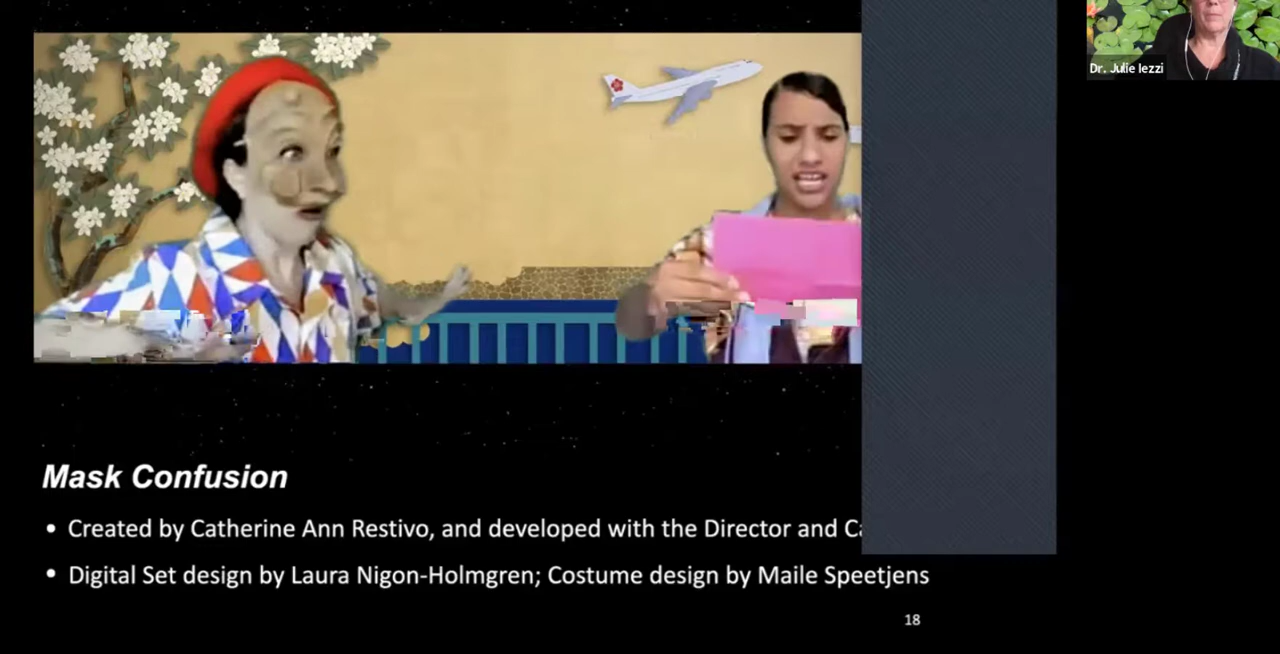 Dr. Julie Iezzi
Mask Confusion
• Created by Catherine Ann Restivo, and developed with the Director and
• Digital Set design by Laura Nigon-Holmgren; Costume design by Maile Speetjens
18